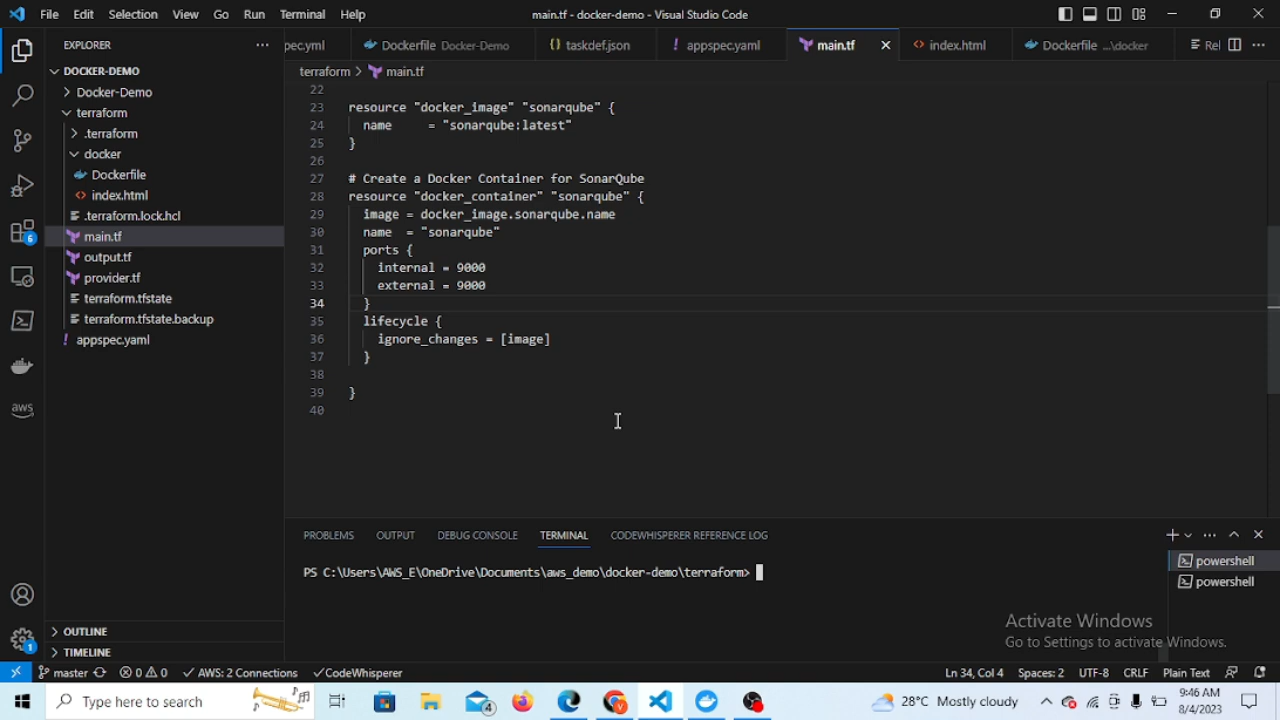 File Edit Selection View Go Run Terminal Help
main.tf - docker-demo - Visual Studio Code
EXPLORER
DOCKER-DEMO
Docker-Demo
terraform
.terraform
docker
Dockerfile
index.html
.terraform.lock.hcl
main.tf
output.tf
provider.tf
terraform.tfstate
terraform.tfstate.backup
appspec.yaml
OUTLINE
TIMELINE
6
1
aws
pec.yml Dockerfile Docker-Demo taskdef.json appspec.yaml main.tf index.html Dockerfile ...\docker Rel
terraform > main.tf
22
23 resource "docker_image" "sonarqube" {
24 name = "sonarqube:latest"
25 }
26
27 # Create a Docker Container for SonarQube
28 resource "docker_container" "sonarqube" {
29 image = docker_image.sonarqube.name
30 name = "sonarqube"
31 ports {
32 internal = 9000
33 external = 9000
34 }
35 lifecycle {
36 ignore_changes = [image]
37 }
38
39 }
40
PROBLEMS OUTPUT DEBUG CONSOLE TERMINAL CODEWHISPERER REFERENCE LOG
PS C:\Users\AWS_E\OneDrive\Documents\aws_demo\docker-demo\terraform>
powershell
powershell
Activate Windows
Go to Settings to activate Windows.
master 0 0 AWS: 2 Connections CodeWhisperer
Ln 34, Col 4 Spaces: 2 UTF-8 CRLF Plain Text
Type here to search
4
28°C Mostly cloudy
9:46 AM
8/4/2023